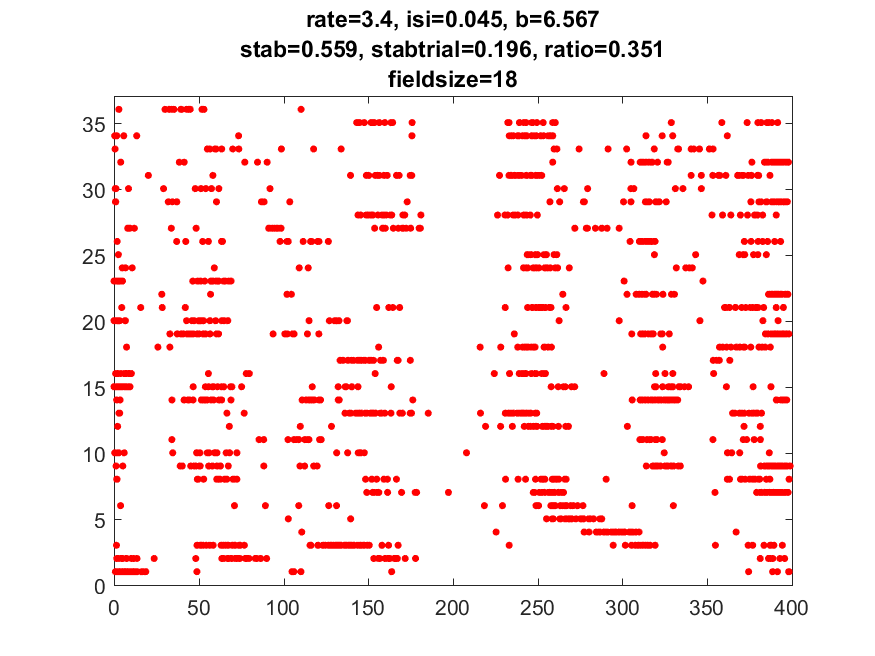 rate=3.4, isi=0.045, b=6.567
stab=0.559, stabtrial=0.196, ratio=0.351
fieldsize=18
35
30
25
20
15
10
5
0
0 50 100 150 200 250 300 350 400